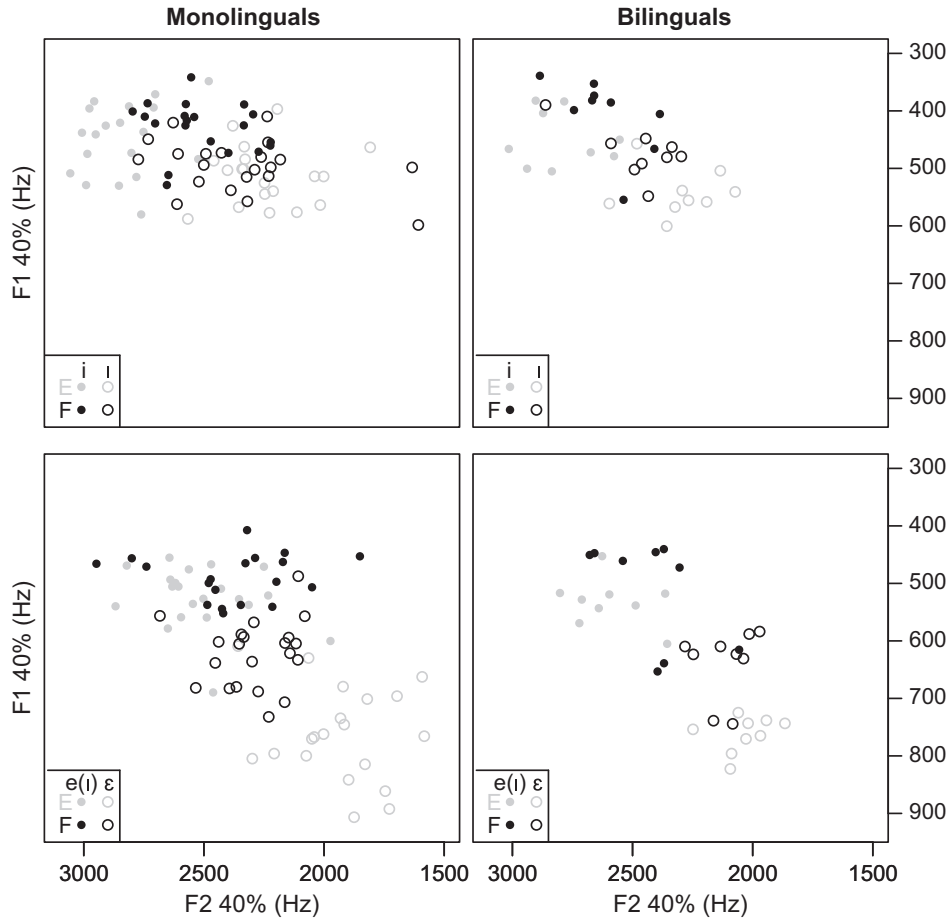 Monolinguals
Bilinguals
F1 40% (Hz)
300
400
500
600
700
800
900
i ı
E
F
i ı
E
F
F1 40% (Hz)
300
400
500
600
700
800
900
e(ı) ε
E
F
e(ı) ε
E
F
3000 2500 2000 1500
3000 2500 2000 1500
F2 40% (Hz)
F2 40% (Hz)